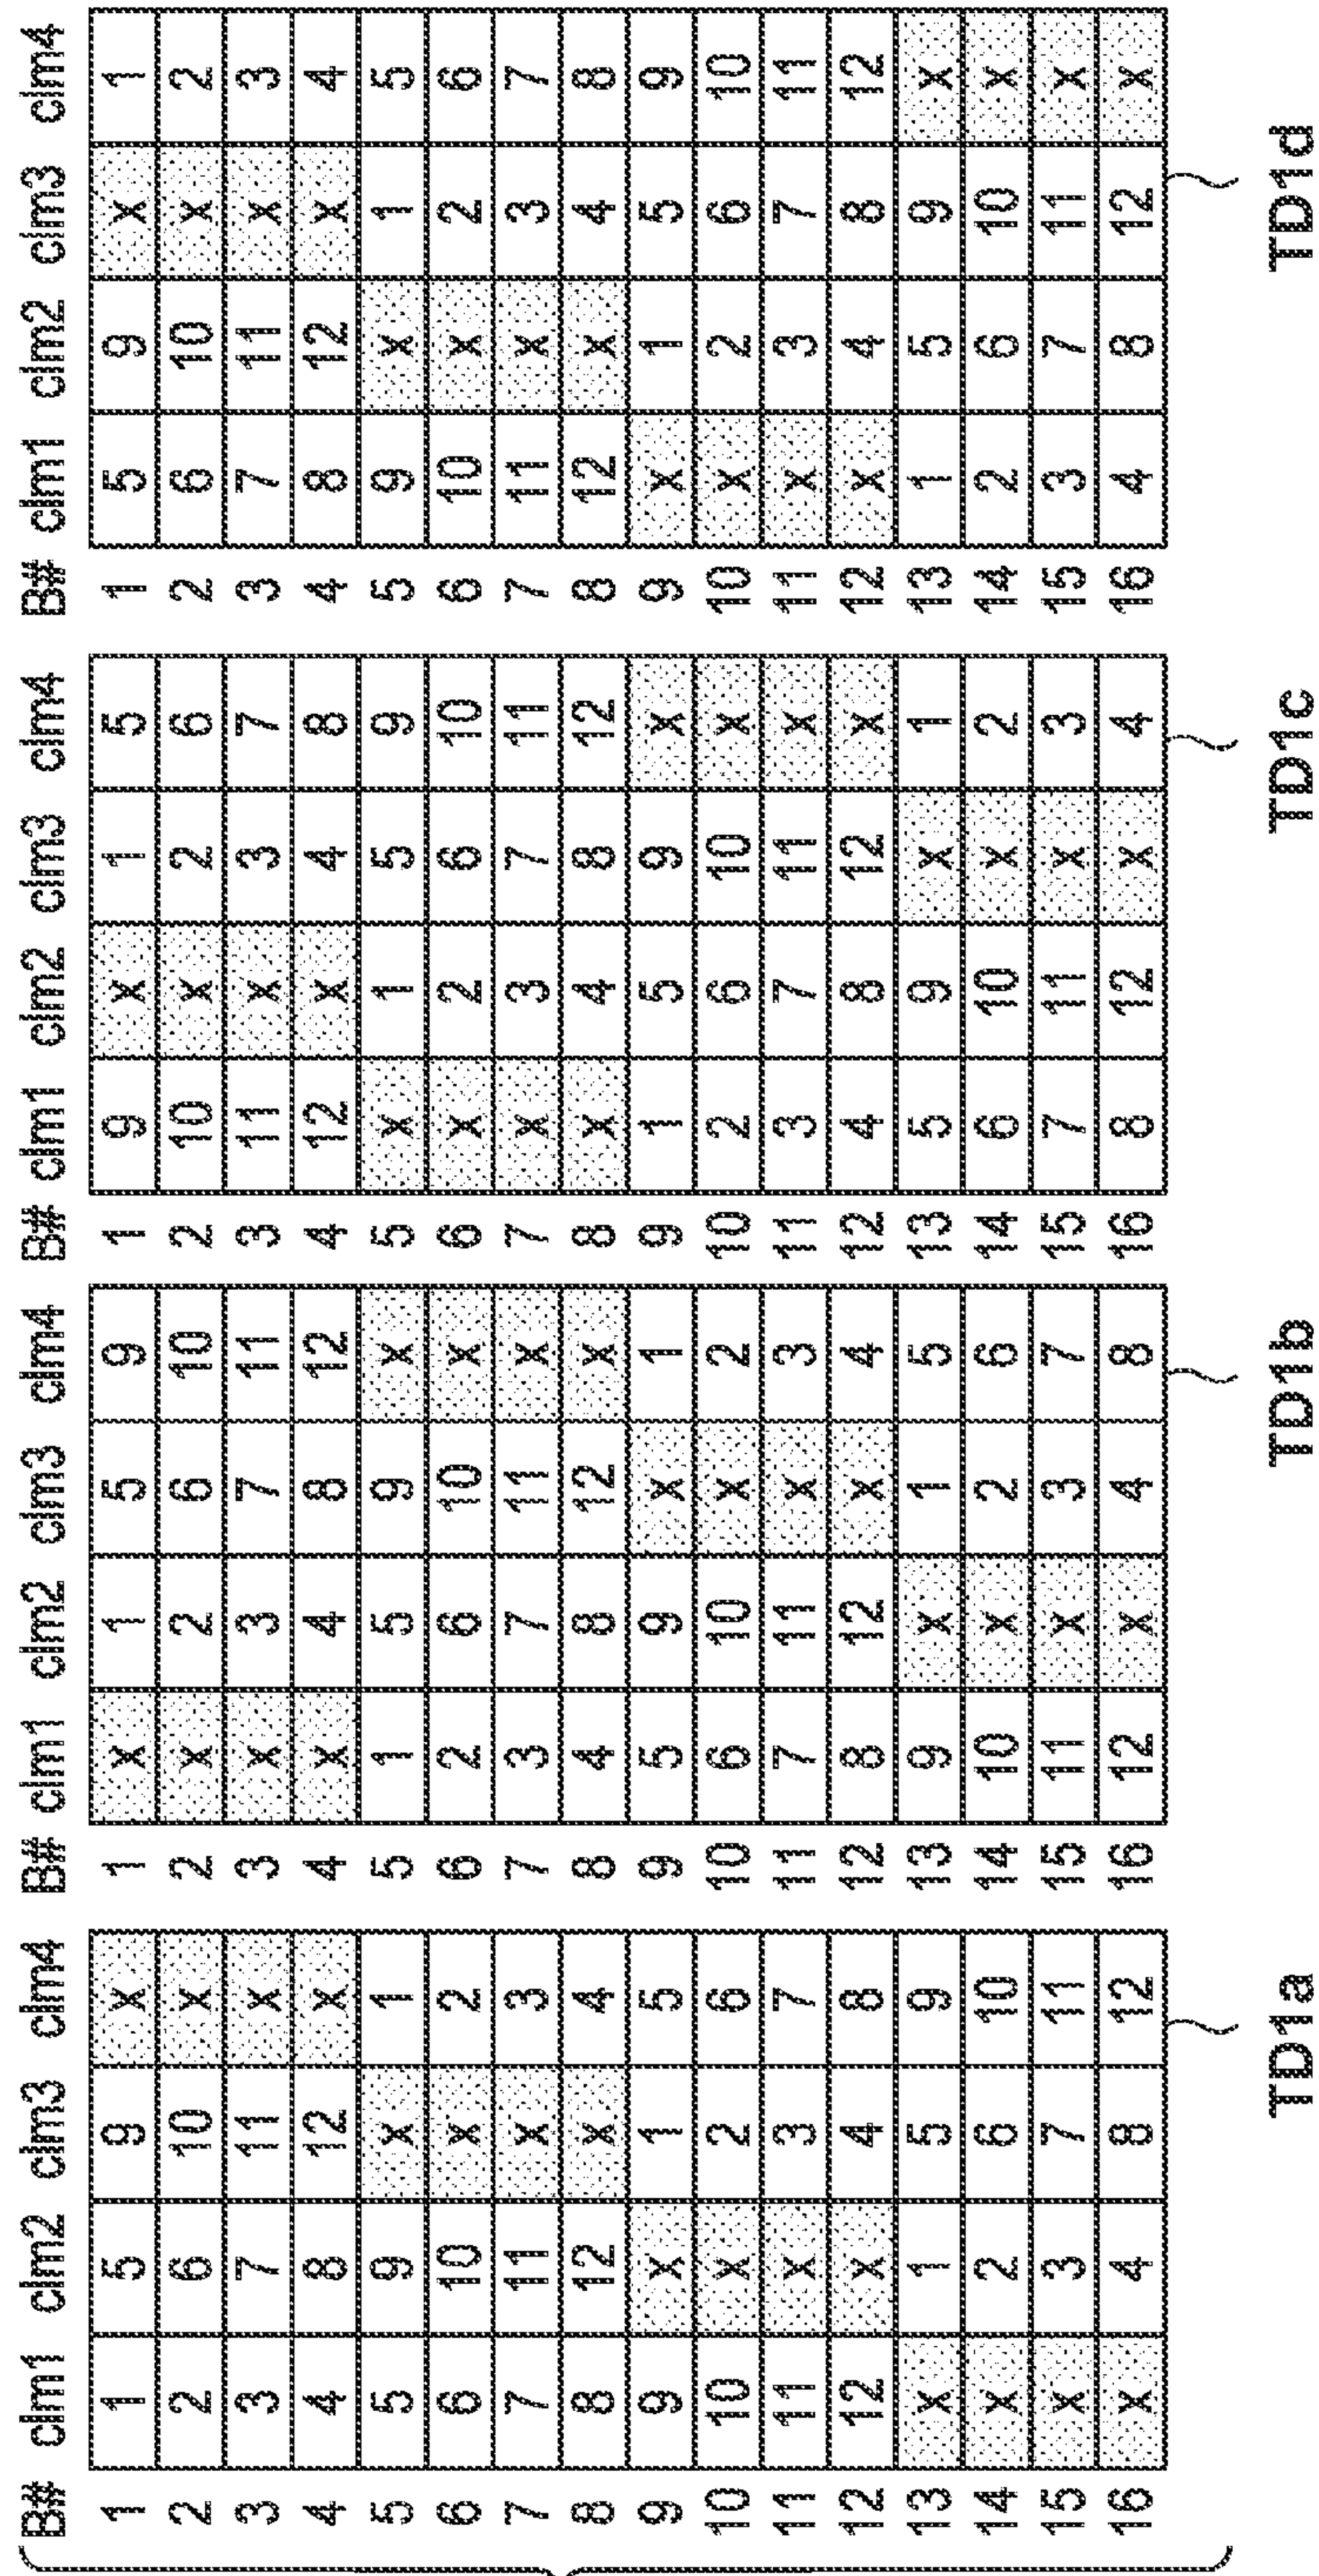 B# clm1 clm2 clm3 clm4 B# clm1 clm2 clm3 clm4 B# clm1 clm2 clm3 clm4 B# clm1 clm2 clm3 clm4
1 1 5 9 x 1 x 1 5 9 1 9 x 1 5 1 5 9 x 1
2 2 6 10 x 2 x 2 6 10 2 10 x 2 6 2 6 10 x 2
3 3 7 11 x 3 x 3 7 11 3 11 x 3 7 3 7 11 x 3
4 4 8 12 x 4 x 4 8 12 4 12 x 4 8 4 8 12 x 4
5 5 9 x 1 5 1 5 9 x 5 x 1 5 9 5 9 x 1 5
6 6 10 x 2 6 2 6 10 x 6 x 2 6 10 6 10 x 2 6
7 7 11 x 3 7 3 7 11 x 7 x 3 7 11 7 11 x 3 7
8 8 12 x 4 8 4 8 12 x 8 x 4 8 12 8 12 x 4 8
9 9 x 1 5 9 5 9 x 1 9 1 5 9 x 9 x 1 5 9
10 10 x 2 6 10 6 10 x 2 10 2 6 10 x 10 x 2 6 10
11 11 x 3 7 11 7 11 x 3 11 3 7 11 x 11 x 3 7 11
12 12 x 4 8 12 8 12 x 4 12 4 8 12 x 12 x 4 8 12
13 x 1 5 9 13 9 x 1 5 13 5 9 x 1 13 1 5 9 x
14 x 2 6 10 14 10 x 2 6 14 6 10 x 2 14 2 6 10 x
15 x 3 7 11 15 11 x 3 7 15 7 11 x 3 15 3 7 11 x
16 x 4 8 12 16 12 x 4 8 16 8 12 x 4 16 4 8 12 x
TD1a TD1b TD1c TD1d